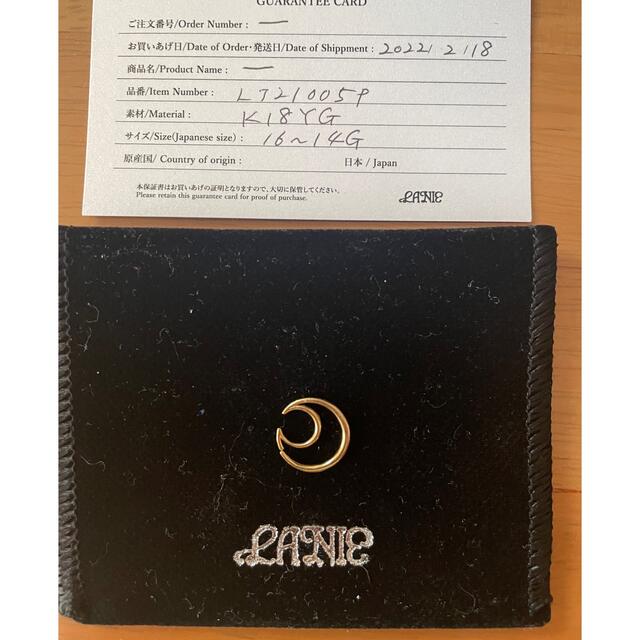 GUARANTEE CARD
ご注文番号/Order Number : ー
お買いあげ日/Date of Order・発送日/Date of Shippment : 2022/2/18
商品名/Product Name : ー
品番/Item Number : LT21005P
素材/Material : K18YG
サイズ/Size(Japanese size) : 16~14G
原産国/ Country of origin : 日本 / Japan
本保証書はお買いあげの証明となりますので、大切に保管してください。
Please retain this guarantee card for proof of purchase.
LANIE
LANIE